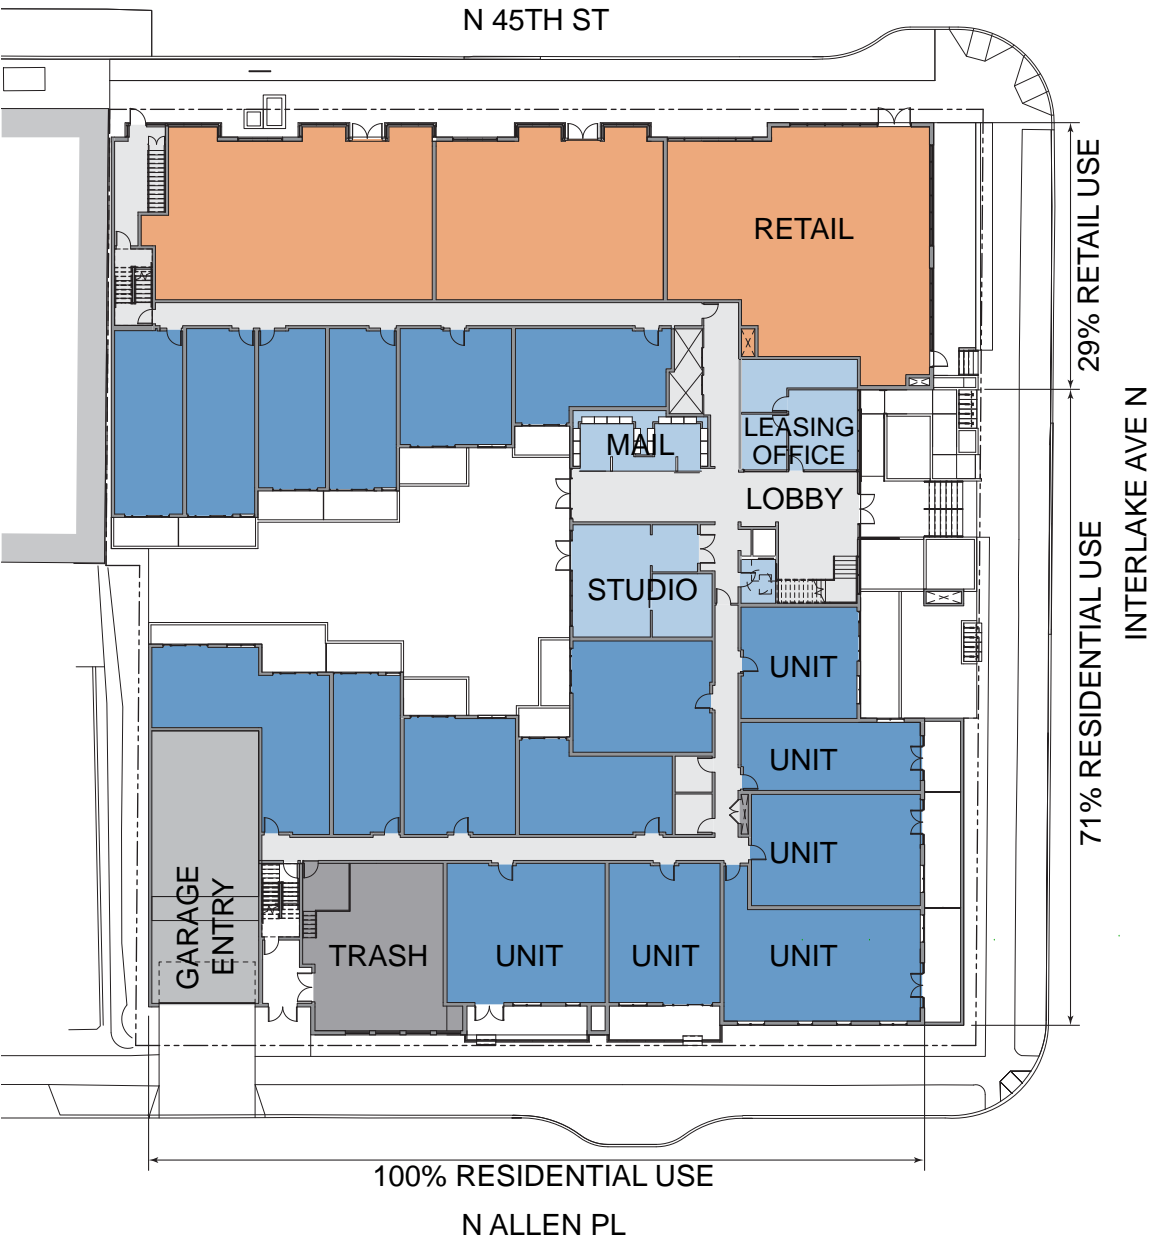 N 45TH ST
RETAIL
29% RETAIL USE
MAIL
LEASING
OFFICE
LOBBY
STUDIO
INTERLAKE AVE N
71% RESIDENTIAL USE
UNIT
UNIT
UNIT
GARAGE
ENTRY
TRASH
UNIT
UNIT
UNIT
100% RESIDENTIAL USE
N ALLEN PL